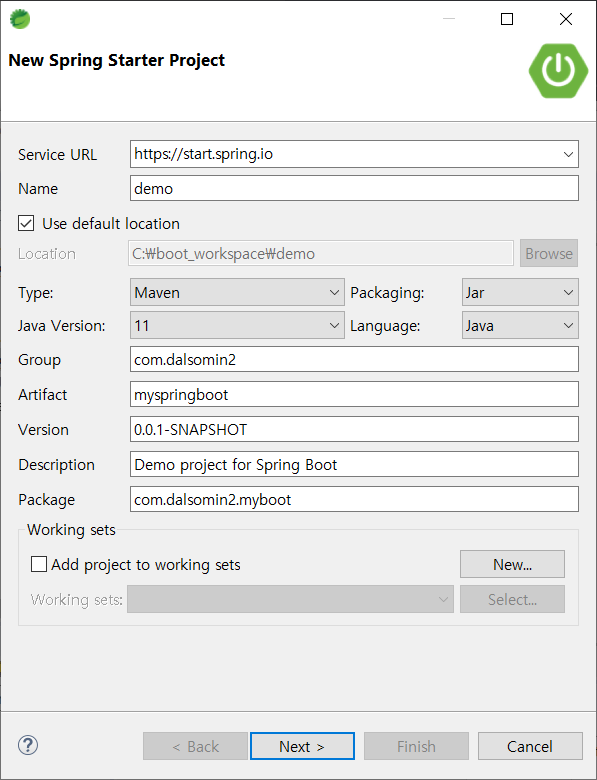 New Spring Starter Project
Service URL https://start.spring.io
Name demo
Use default location
Location C:₩boot_workspace₩demo Browse
Type: Maven Packaging: Jar
Java Version: 11 Language: Java
Group com.dalsomin2
Artifact myspringboot
Version 0.0.1-SNAPSHOT
Description Demo project for Spring Boot
Package com.dalsomin2.myboot
Working sets
Add project to working sets New...
Working sets: Select...
? < Back Next > Finish Cancel